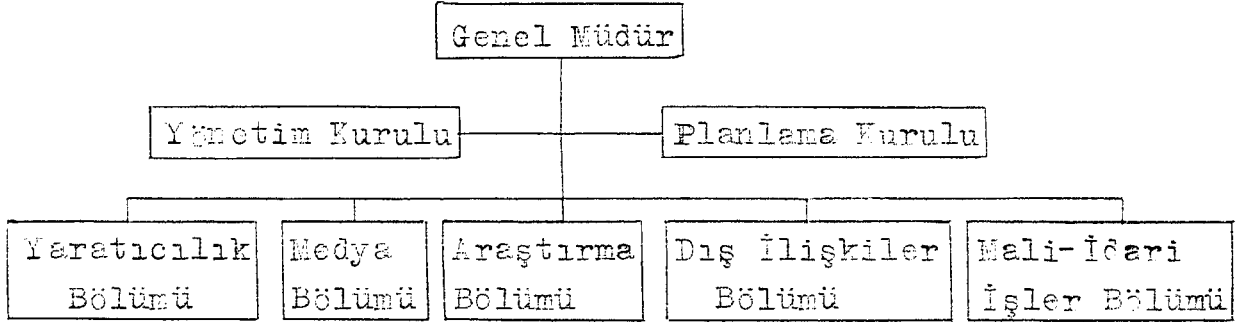 Genel Müdür
Yönetim Kurulu
Planlama Kurulu
Yaratıcılık
Bölümü
Medya
Bölümü
Araştırma
Bölümü
Dış İlişkiler
Bölümü
Mali-İdari
İşler Bölümü